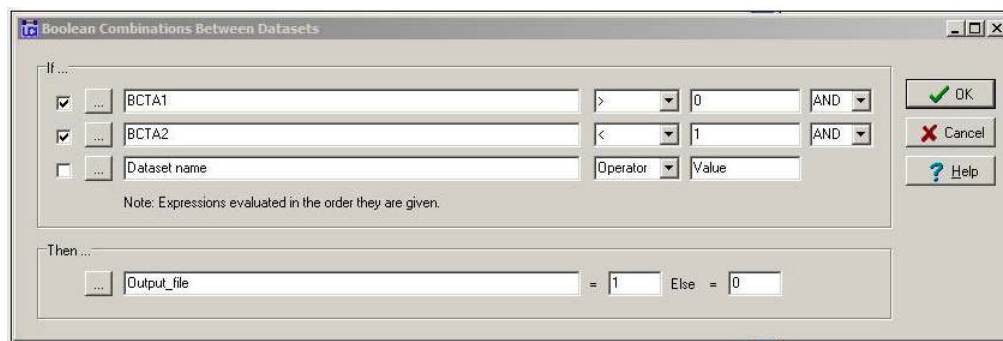 Boolean Combinations Between Datasets
If ...
... BCTA1 > 0 AND
... BCTA2 < 1 AND
... Dataset name Operator Value
Note: Expressions evaluated in the order they are given.
Then ...
... Output_file = 1 Else = 0
OK
Cancel
? Help